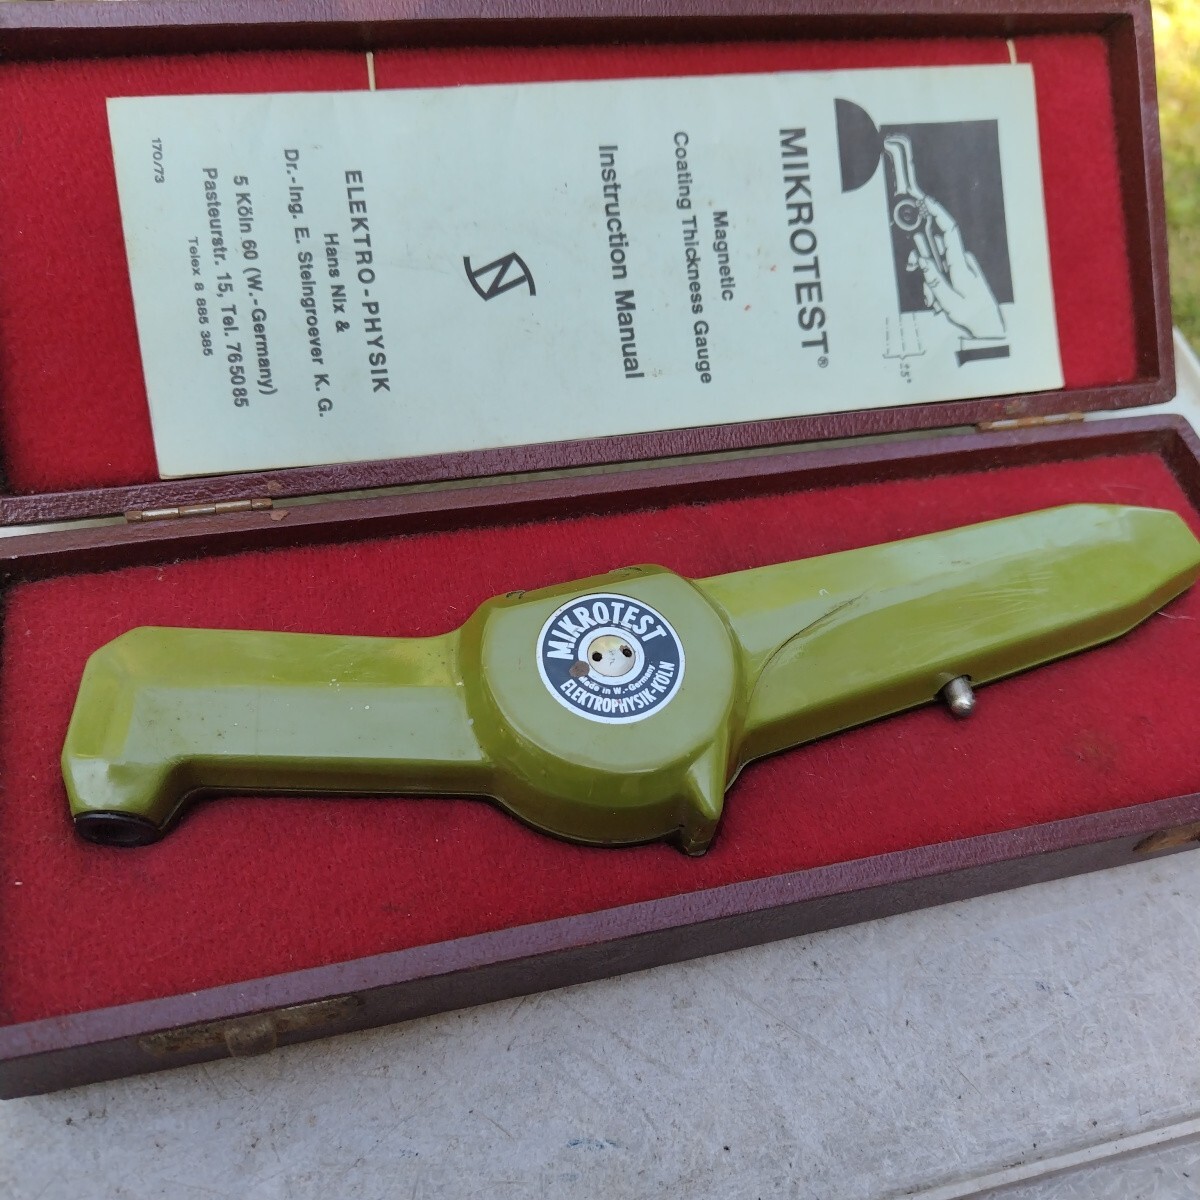 MIKROTEST®
Magnetic
Coating Thickness Gauge
Instruction Manual
ELEKTRO-PHYSIK
Hans Nix &
Dr.-Ing. E. Steingroever K. G.
5 Köln 60 (W.-Germany)
Pasteurstr. 15, Tel. 765085
Telex 8 885 385
170/73
MIKROTEST
Made in W.-Germany
ELEKTROPHYSIK-KÖLN